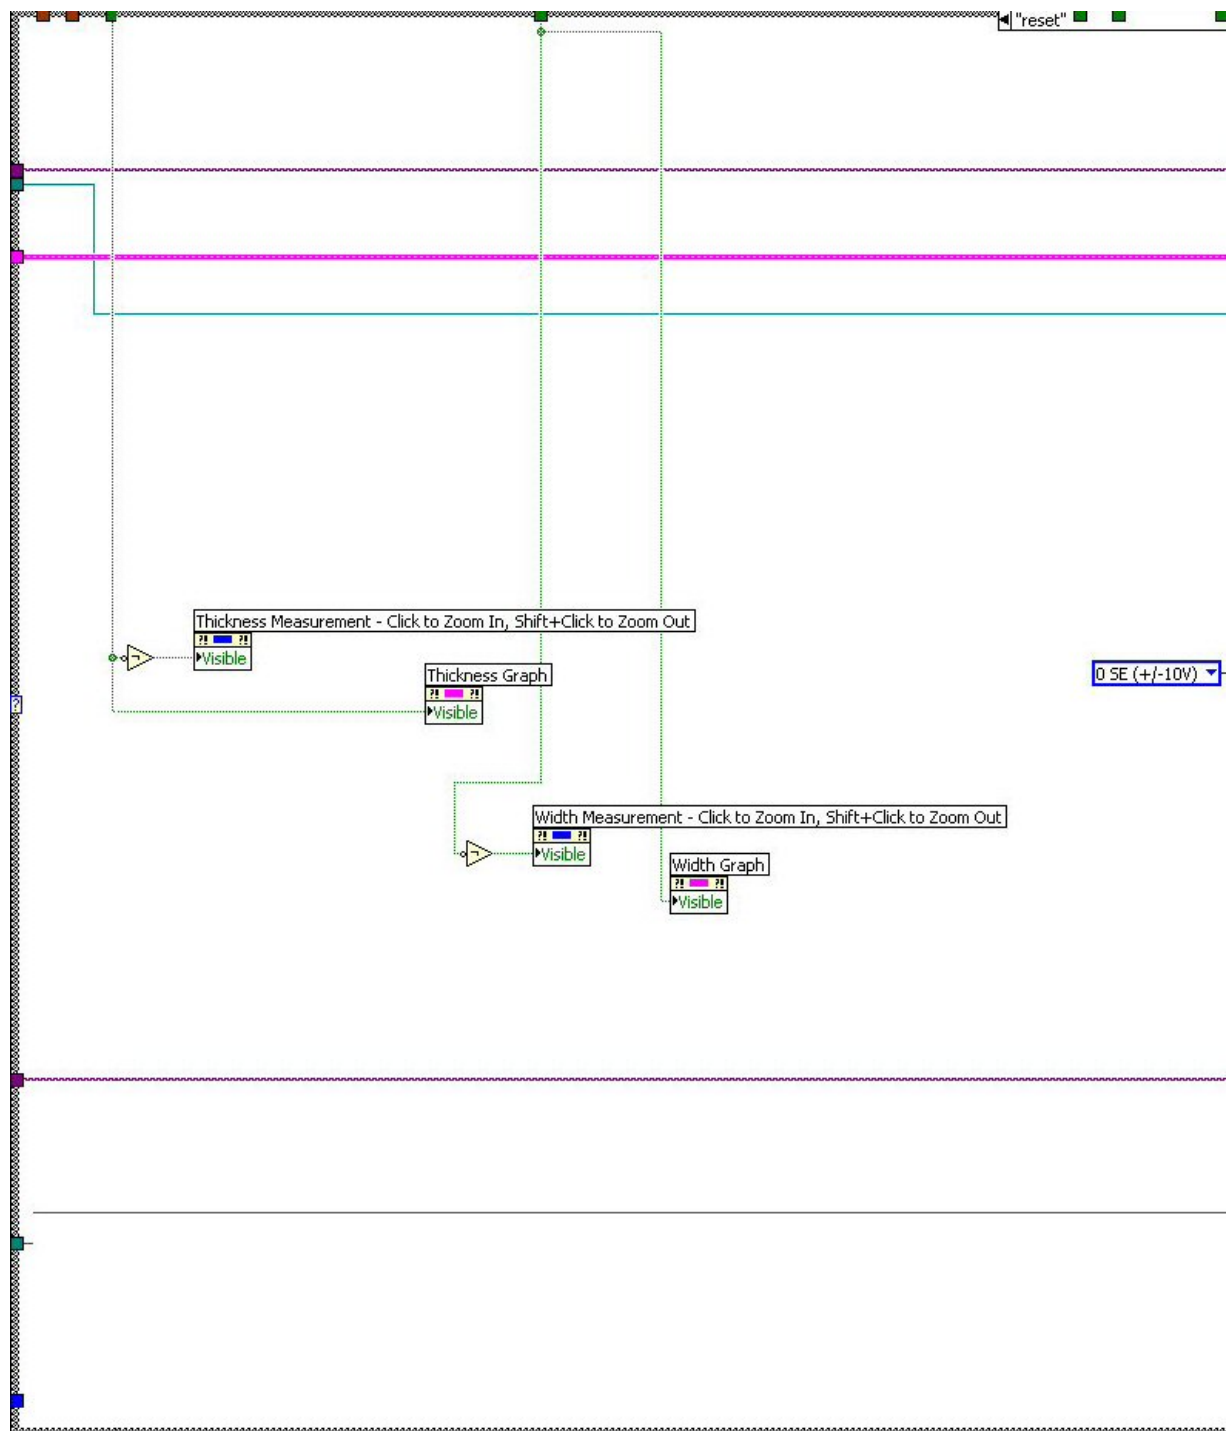 "reset"
Thickness Measurement - Click to Zoom In, Shift+Click to Zoom Out
?! ?!
Visible
Thickness Graph
?! ?!
Visible
0 SE (+/-10V)
?
Width Measurement - Click to Zoom In, Shift+Click to Zoom Out
?! ?!
Visible
Width Graph
?! ?!
Visible